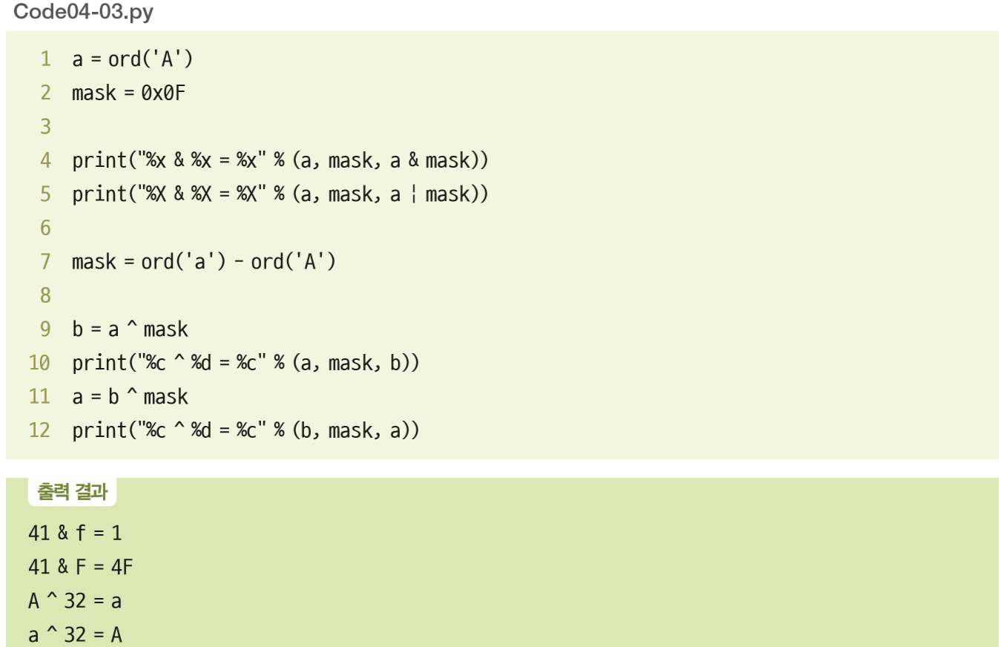 Code04-03.py
1 a = ord('A')
2 mask = 0x0F
3
4 print("%x & %x = %x" % (a, mask, a & mask))
5 print("%X & %X = %X" % (a, mask, a ¦ mask))
6
7 mask = ord('a') - ord('A')
8
9 b = a ^ mask
10 print("%c ^ %d = %c" % (a, mask, b))
11 a = b ^ mask
12 print("%c ^ %d = %c" % (b, mask, a))
출력 결과
41 & f = 1
41 & F = 4F
A ^ 32 = a
a ^ 32 = A